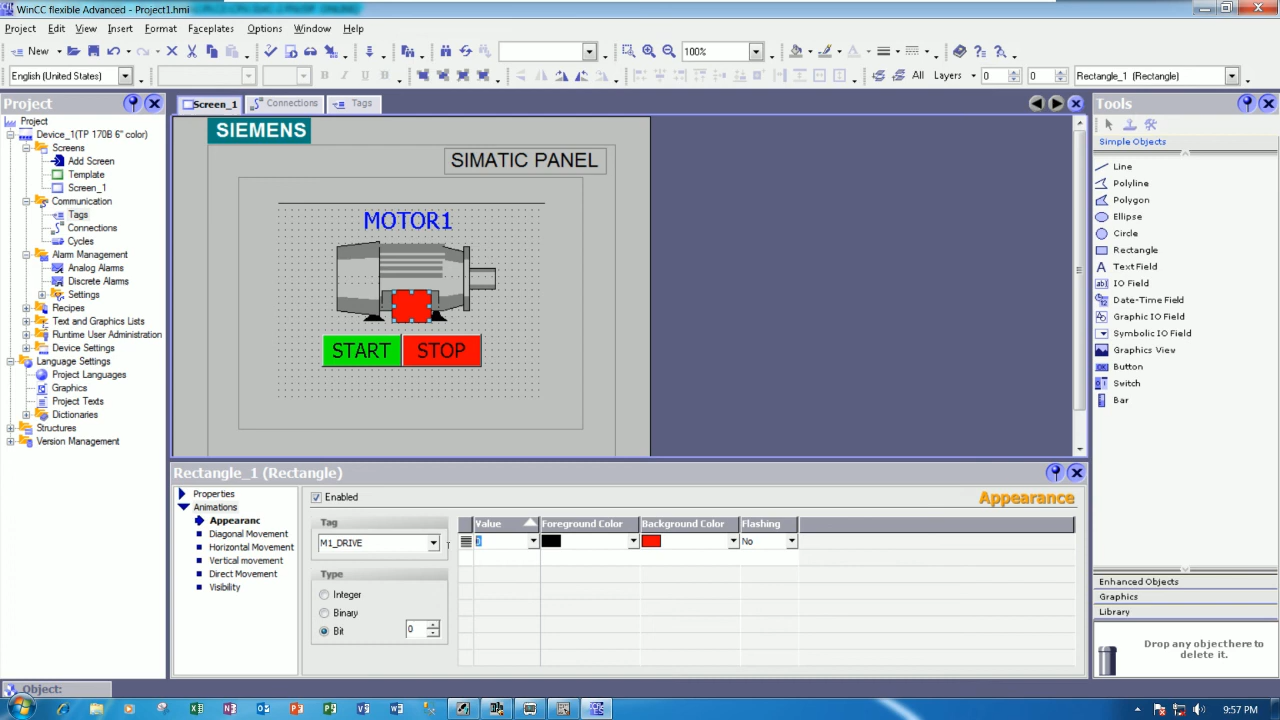 WinCC flexible Advanced - Project1.hmi
Project Edit View Insert Format Faceplates Options Window Help
New 100%
English (United States) B I U All Layers 0 0 Rectangle_1 (Rectangle)
Project
Project
Device_1(TP 170B 6'' color)
Screens
Add Screen
Template
Screen_1
Communication
Tags
Connections
Cycles
Alarm Management
Analog Alarms
Discrete Alarms
Settings
Recipes
Text and Graphics Lists
Runtime User Administration
Device Settings
Language Settings
Project Languages
Graphics
Project Texts
Dictionaries
Structures
Version Management
Screen_1 Connections Tags
SIEMENS
SIMATIC PANEL
MOTOR1
START STOP
Tools
Simple Objects
Line
Polyline
Polygon
Ellipse
Circle
Rectangle
Text Field
IO Field
Date-Time Field
Graphic IO Field
Symbolic IO Field
Graphics View
Button
Switch
Bar
Enhanced Objects
Graphics
Library
Drop any object here to
delete it.
Rectangle_1 (Rectangle)
Properties
Animations
Appearanc
Diagonal Movement
Horizontal Movement
Vertical movement
Direct Movement
Visibility
Enabled
Appearance
Tag
M1_DRIVE
Type
Integer
Binary
Bit 0
Value Foreground Color Background Color Flashing
0 No
Object:
9:57 PM